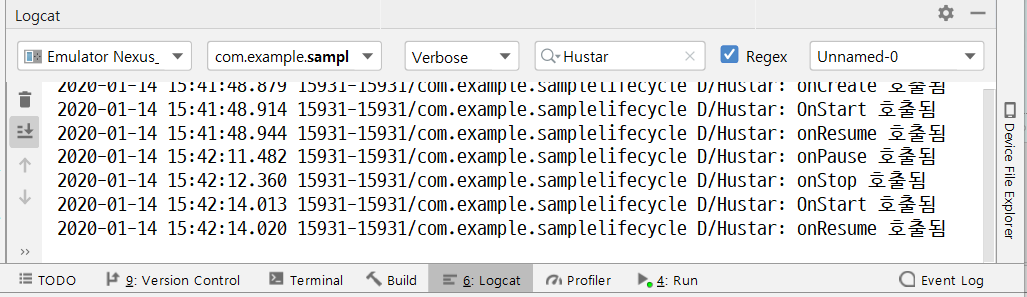 Logcat
Emulator Nexus_ com.example.sampl Verbose Hustar Regex Unnamed-0
2020-01-14 15:41:48.879 15931-15931/com.example.samplelifecycle D/Hustar: onCreate 호출됨
2020-01-14 15:41:48.914 15931-15931/com.example.samplelifecycle D/Hustar: OnStart 호출됨
2020-01-14 15:41:48.944 15931-15931/com.example.samplelifecycle D/Hustar: onResume 호출됨
2020-01-14 15:42:11.482 15931-15931/com.example.samplelifecycle D/Hustar: onPause 호출됨
2020-01-14 15:42:12.360 15931-15931/com.example.samplelifecycle D/Hustar: onStop 호출됨
2020-01-14 15:42:14.013 15931-15931/com.example.samplelifecycle D/Hustar: OnStart 호출됨
2020-01-14 15:42:14.020 15931-15931/com.example.samplelifecycle D/Hustar: onResume 호출됨
Device File Explorer
TODO 9: Version Control Terminal Build 6: Logcat Profiler 4: Run Event Log